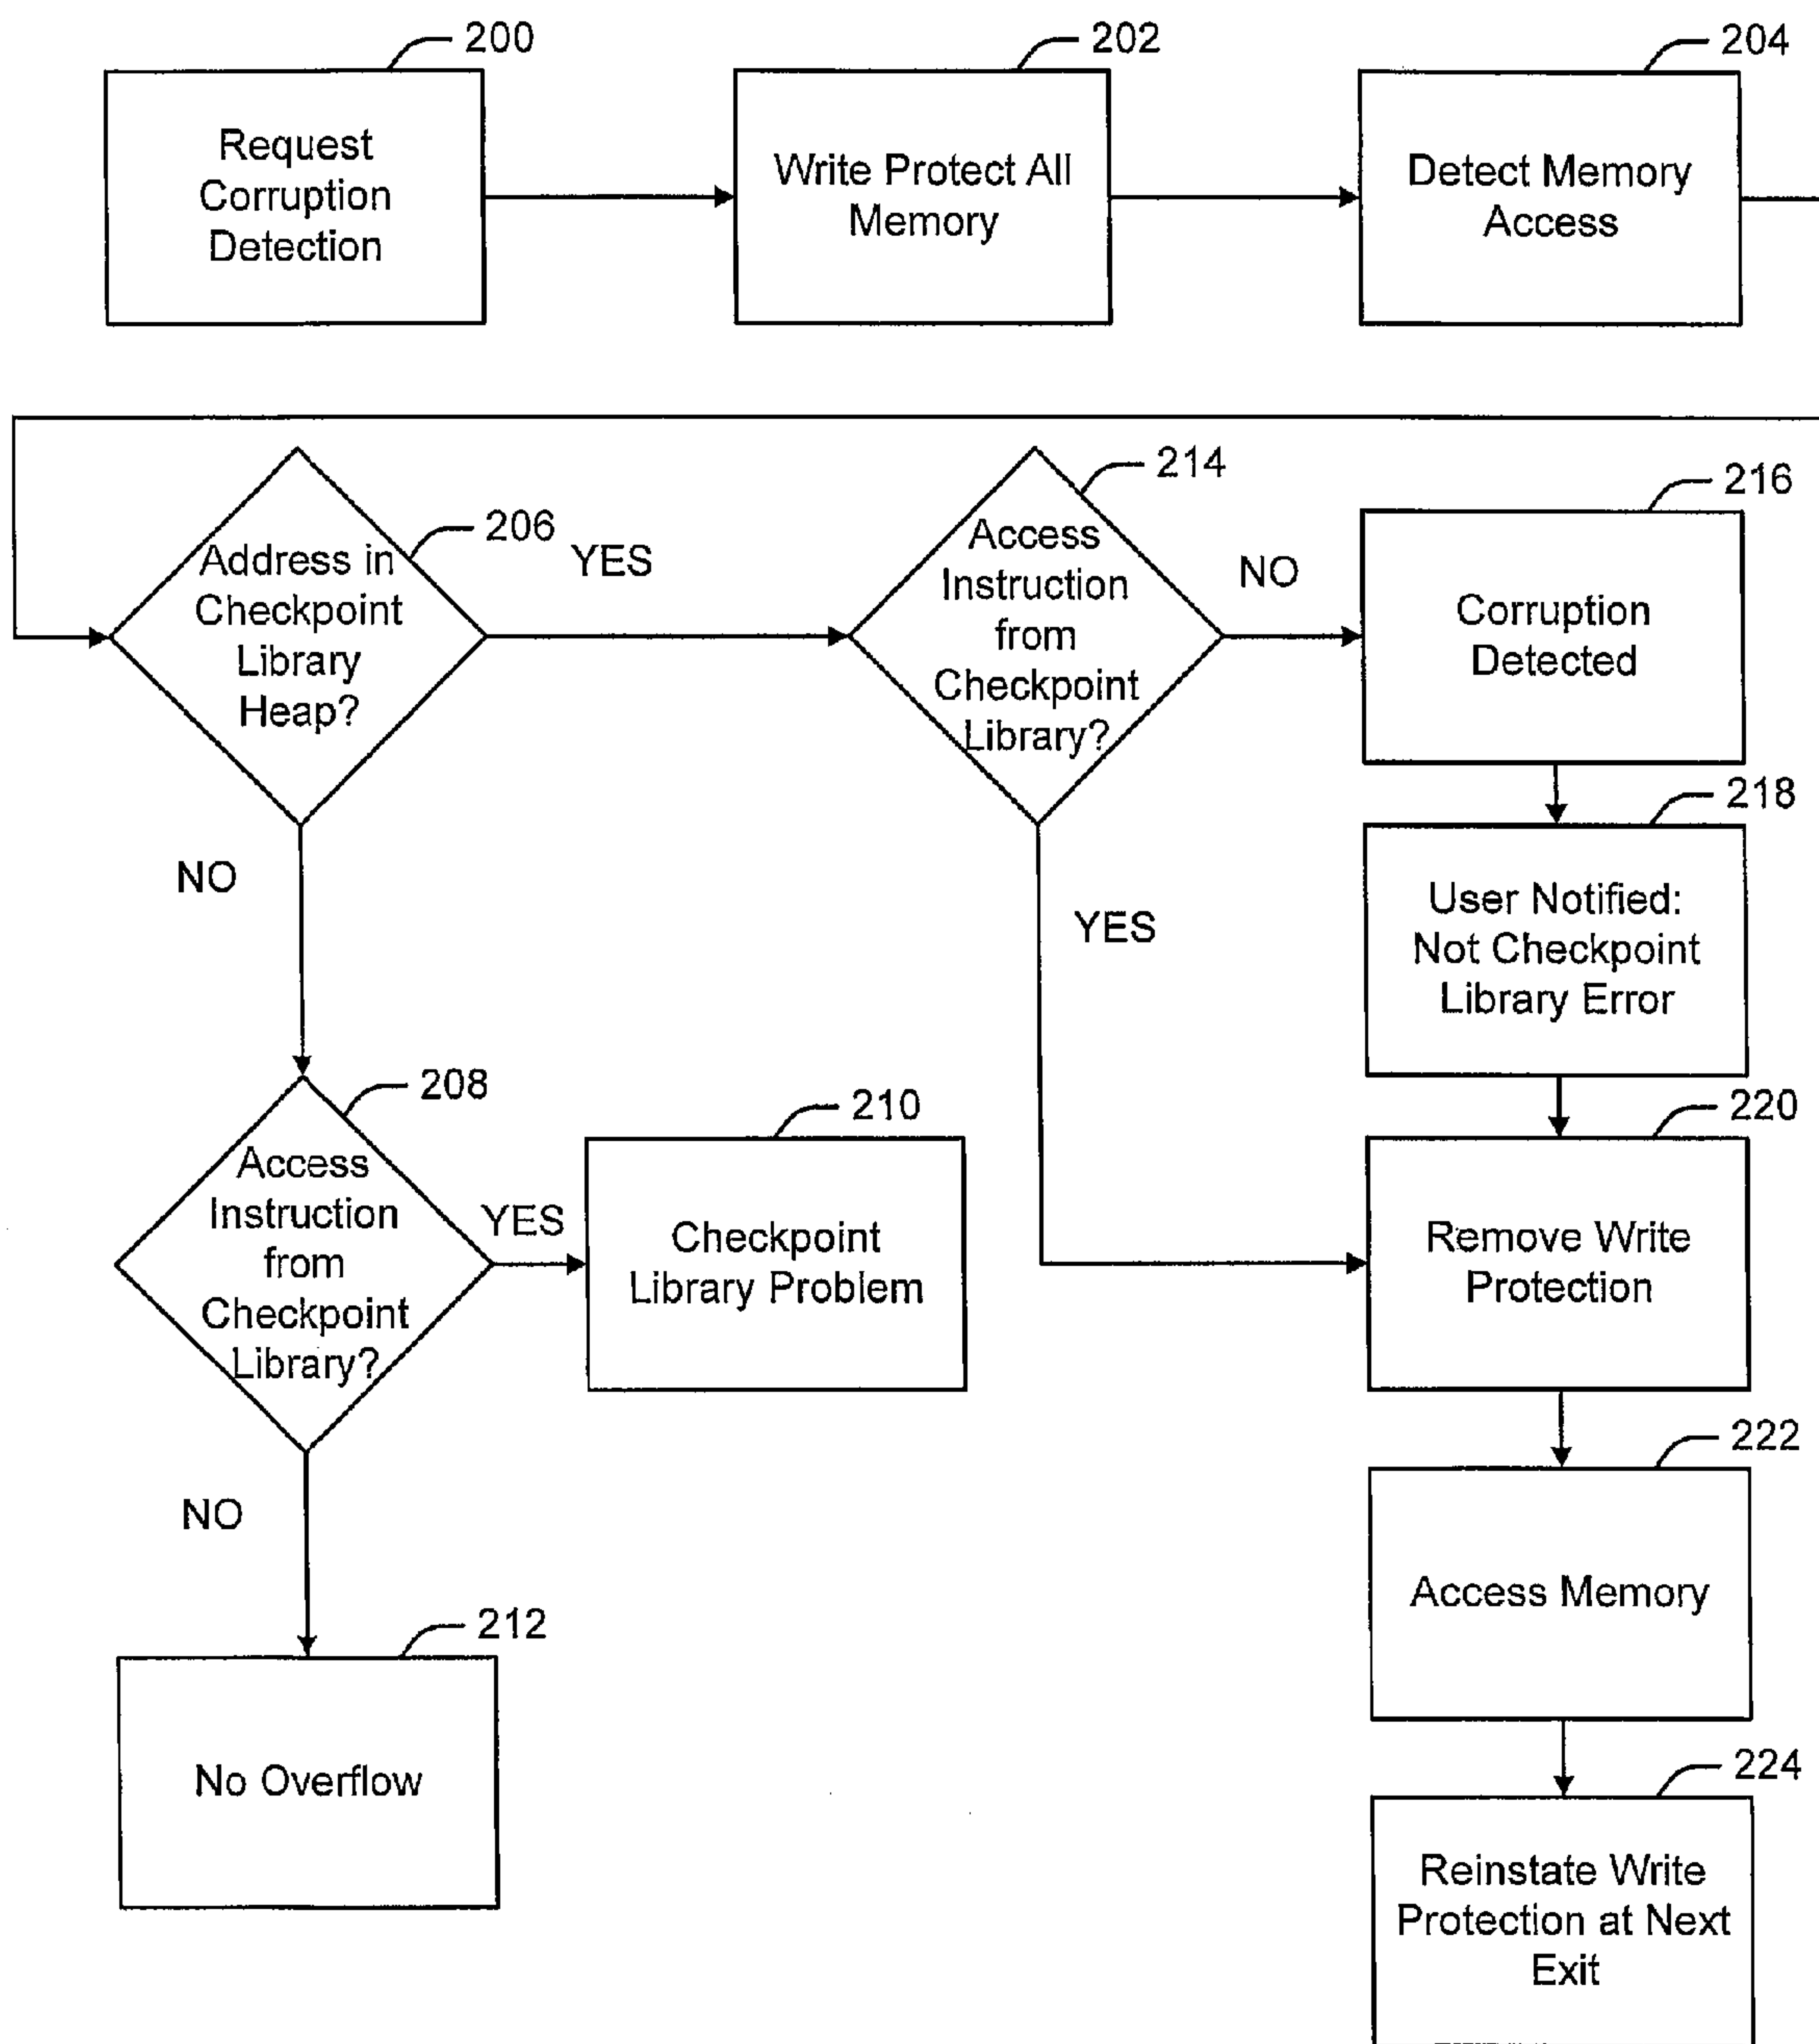 200
Request
Corruption
Detection
202
Write Protect All
Memory
204
Detect Memory
Access
206
Address in
Checkpoint
Library
Heap?
YES
NO
214
Access
Instruction
from
Checkpoint
Library?
NO
YES
216
Corruption
Detected
218
User Notified:
Not Checkpoint
Library Error
208
Access
Instruction
from
Checkpoint
Library?
YES
NO
210
Checkpoint
Library Problem
220
Remove Write
Protection
222
Access Memory
212
No Overflow
224
Reinstate Write
Protection at Next
Exit